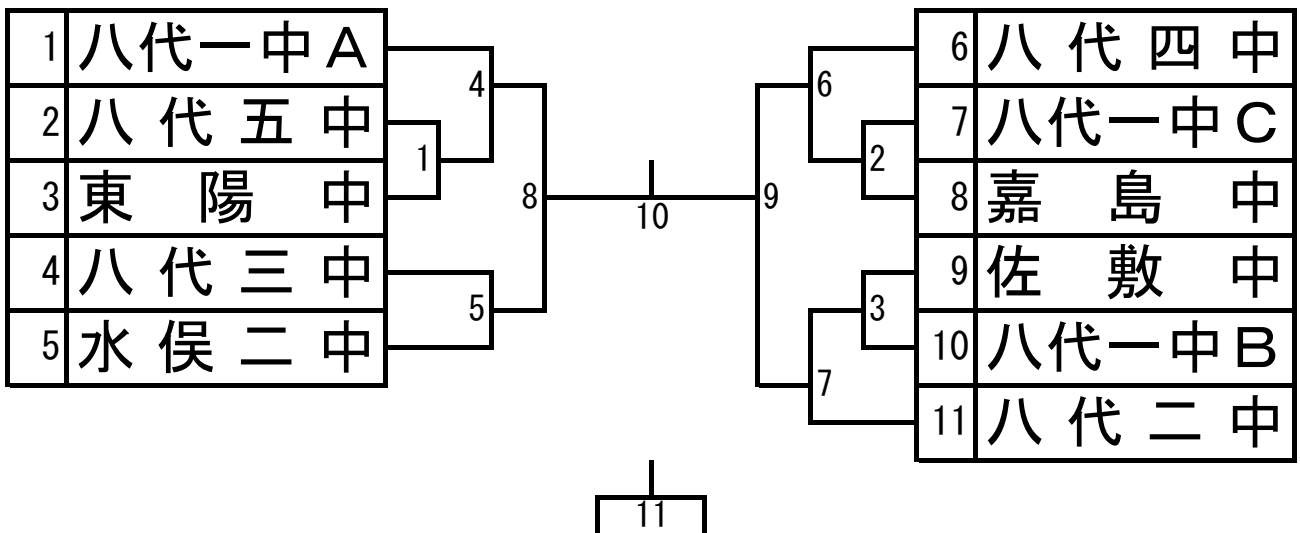 1 八代一中A
2 八代五中
3 東陽中
4 八代三中
5 水俣二中
4
1
8
5
10
9
6
2
3
7
6 八代四中
7 八代一中C
8 嘉島中
9 佐敷中
10 八代一中B
11 八代二中
11